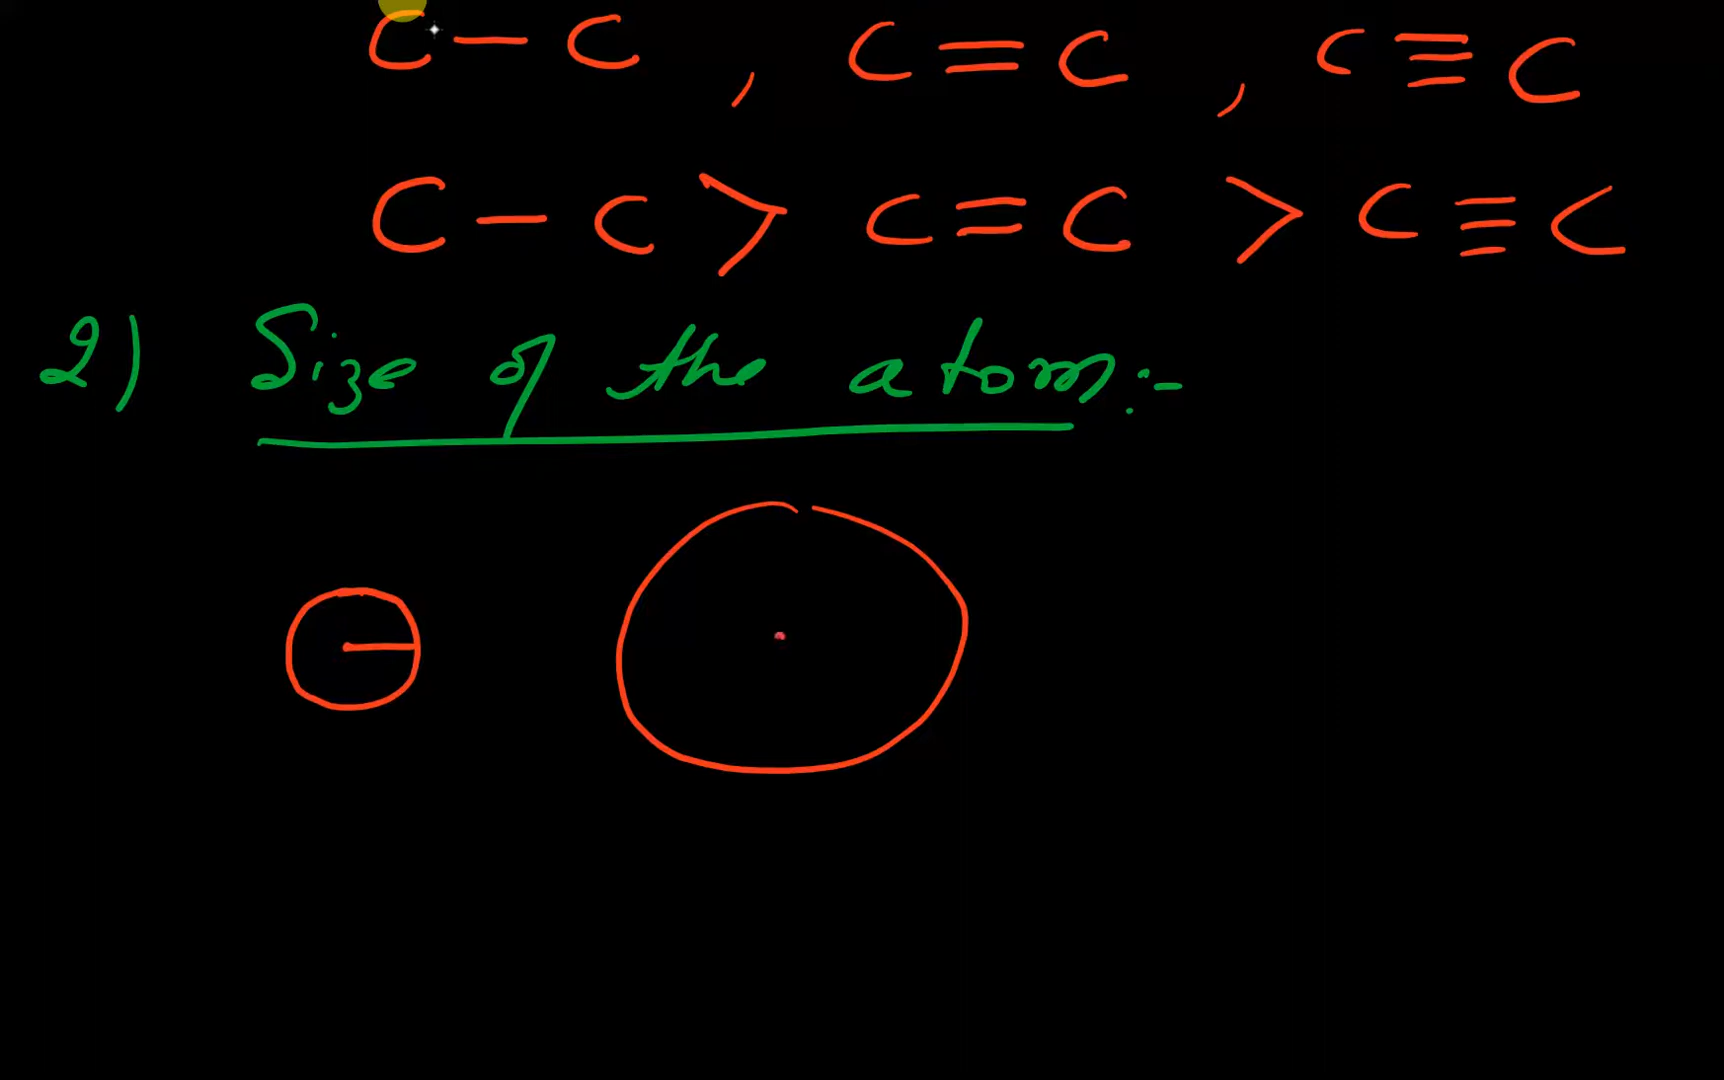 C - C , C = C , C ≡ C
C - C > C = C > C ≡ C
2) Size of the atom:-